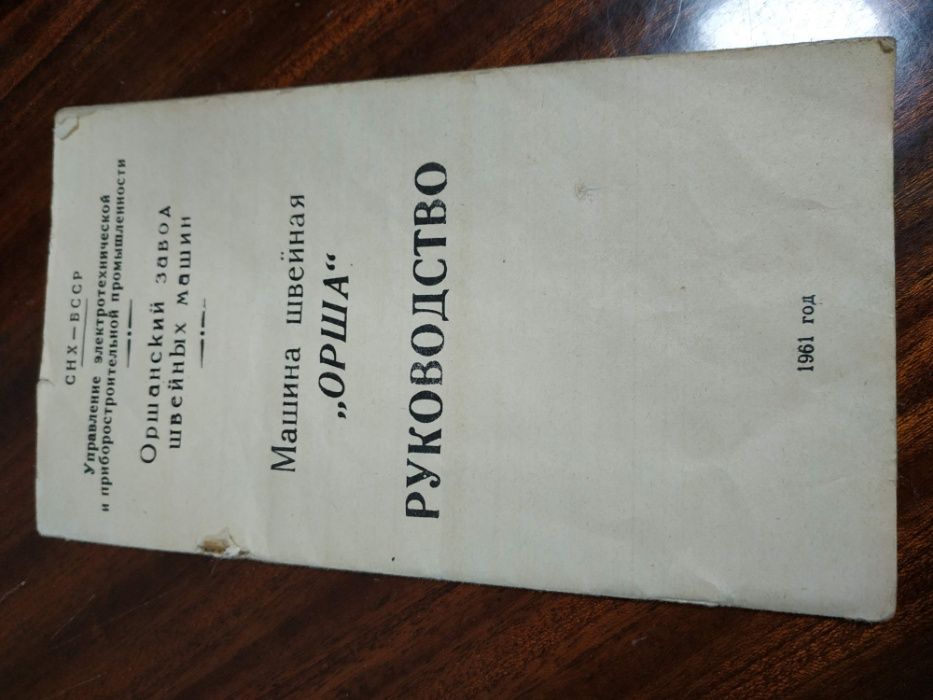 СНХ — БССР
Управление электротехнической
и приборостроительной промышленности
Оршанский завод
швейных машин
Машина швейная
„ОРША“
РУКОВОДСТВО
1961 год